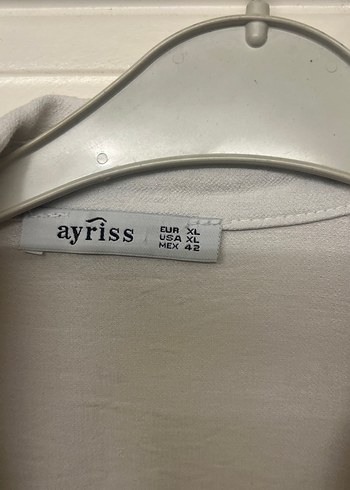 ayriss
EUR XL
USA XL
MEX 42